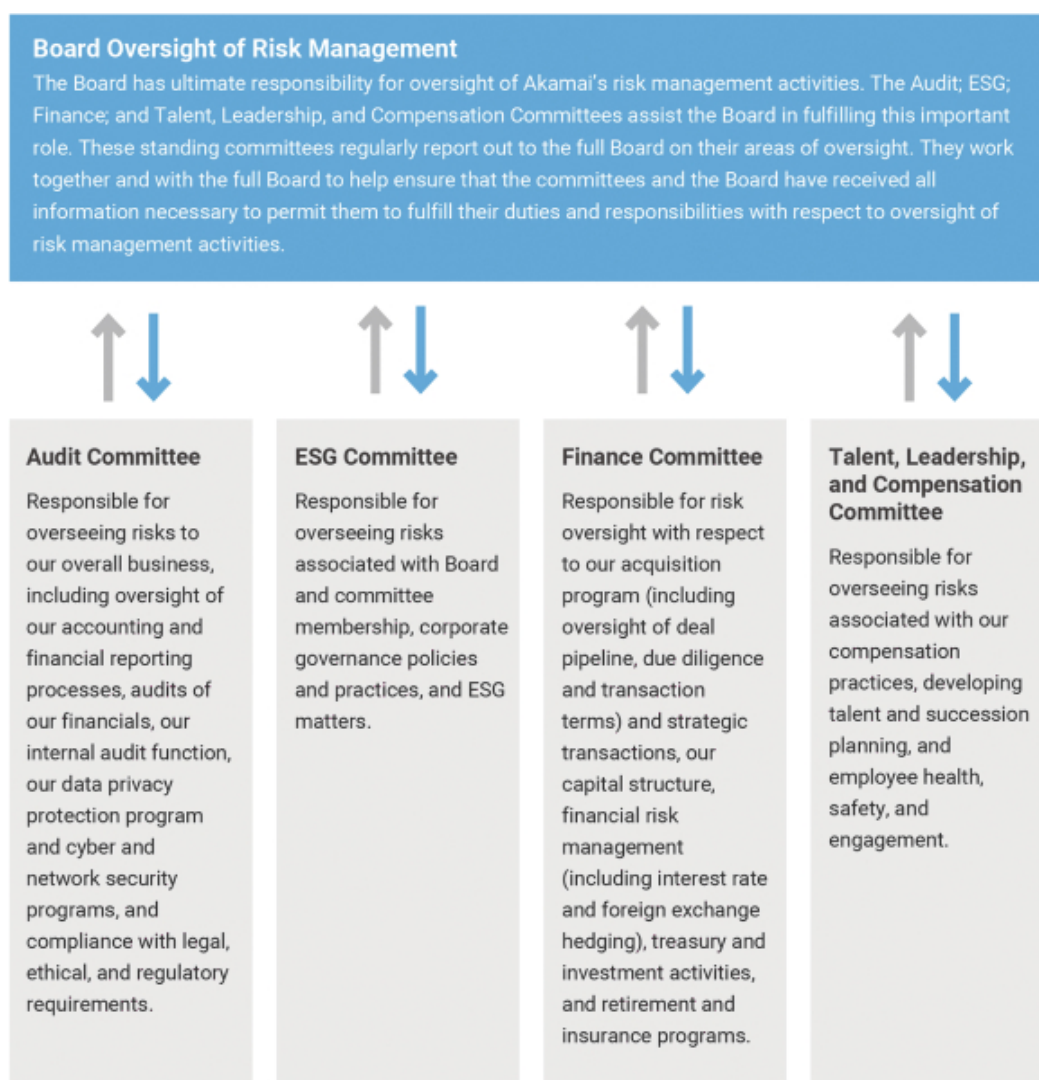 Board Oversight of Risk Management
The Board has ultimate responsibility for oversight of Akamai's risk management activities. The Audit; ESG;
Finance; and Talent, Leadership, and Compensation Committees assist the Board in fulfilling this important
role. These standing committees regularly report out to the full Board on their areas of oversight. They work
together and with the full Board to help ensure that the committees and the Board have received all
information necessary to permit them to fulfill their duties and responsibilities with respect to oversight of
risk management activities.
Audit Committee
Responsible for
overseeing risks to
our overall business,
including oversight of
our accounting and
financial reporting
processes, audits of
our financials, our
internal audit function,
our data privacy
protection program
and cyber and
network security
programs, and
compliance with legal,
ethical, and regulatory
requirements.
ESG Committee
Responsible for
overseeing risks
associated with Board
and committee
membership, corporate
governance policies
and practices, and ESG
matters.
Finance Committee
Responsible for risk
oversight with respect
to our acquisition
program (including
oversight of deal
pipeline, due diligence
and transaction
terms) and strategic
transactions, our
capital structure,
financial risk
management
(including interest rate
and foreign exchange
hedging), treasury and
investment activities,
and retirement and
insurance programs.
Talent, Leadership,
and Compensation
Committee
Responsible for
overseeing risks
associated with our
compensation
practices, developing
talent and succession
planning, and
employee health,
safety, and
engagement.